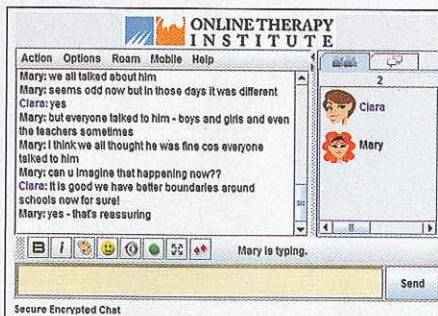 ONLINE THERAPY
INSTITUTE
Action Options Roam Mobile Help
Mary: we all talked about him
Mary: seems odd now but in those days it was different
Clara: yes
Mary: but everyone talked to him - boys and girls and even
the teachers sometimes
Mary: I think we all thought he was fine cos everyone
talked to him
Mary: can u imagine that happening now??
Clara: It is good we have better boundaries around
schools now for sure!
Mary: yes - that's reassuring
2
Clara
Mary
Mary is typing.
Send
Secure Encrypted Chat